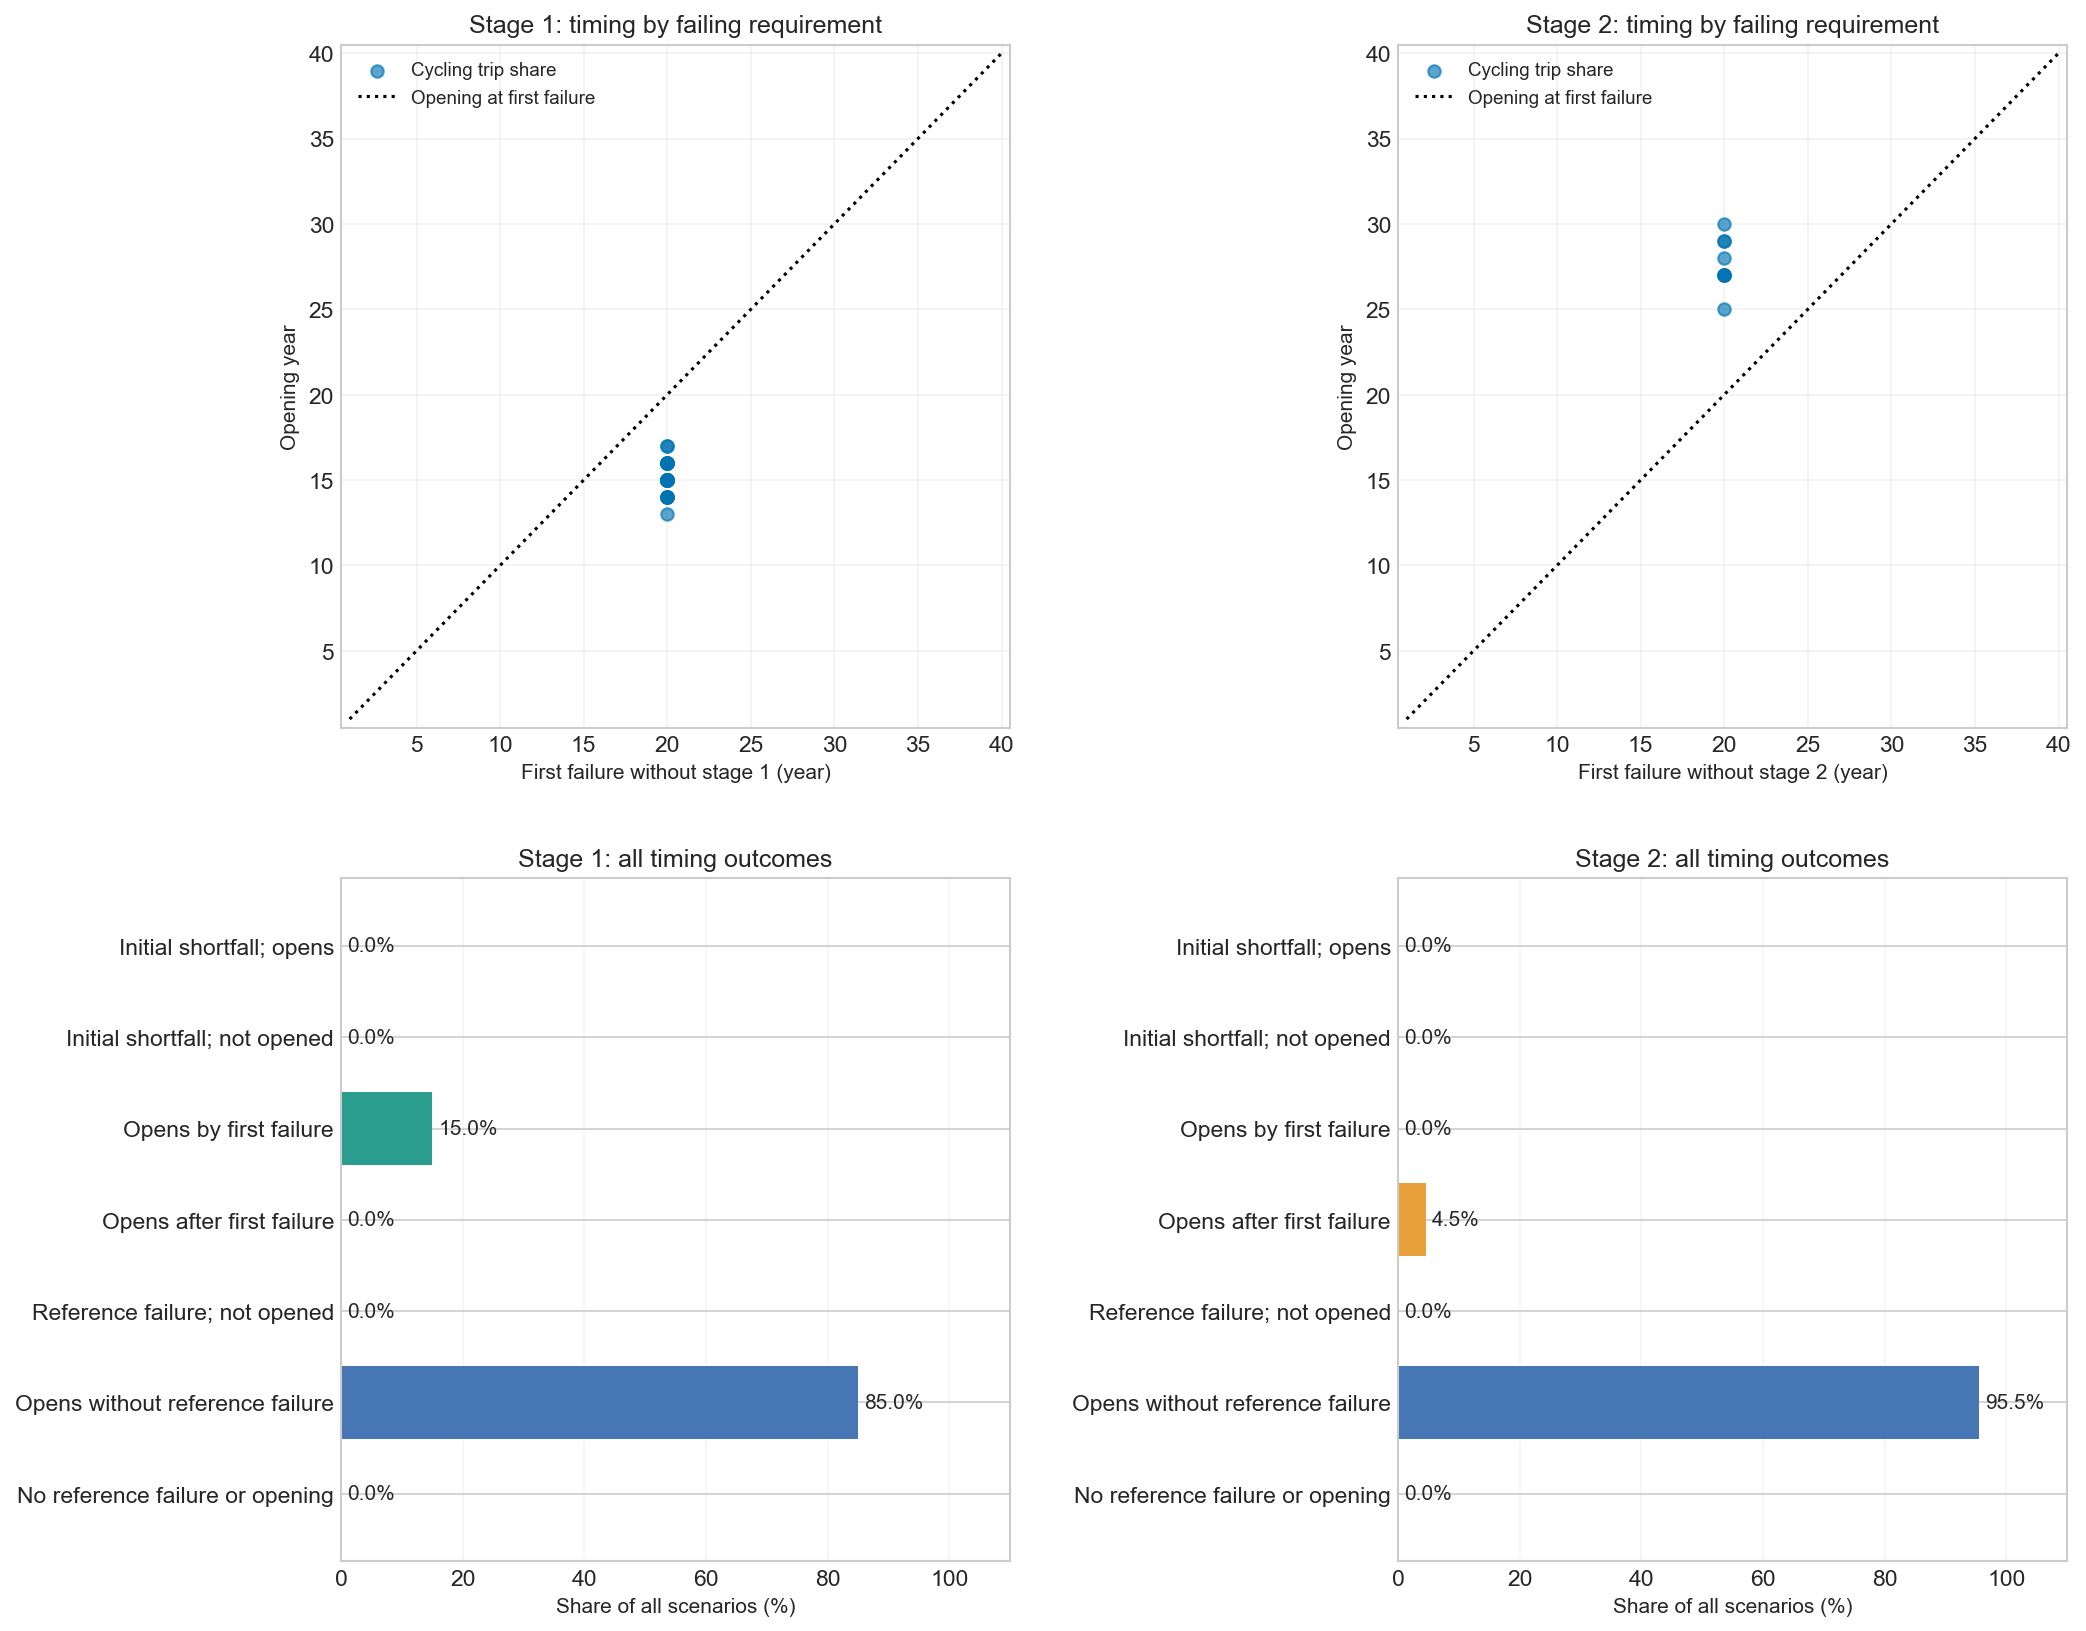 Stage 1: timing by failing requirement
Cycling trip share
Opening at first failure
40
35
30
25
20
15
10
5
Opening year
5 10 15 20 25 30 35 40
First failure without stage 1 (year)
Stage 2: timing by failing requirement
Cycling trip share
Opening at first failure
40
35
30
25
20
15
10
5
Opening year
5 10 15 20 25 30 35 40
First failure without stage 2 (year)
Stage 1: all timing outcomes
Initial shortfall; opens 0.0%
Initial shortfall; not opened 0.0%
Opens by first failure 15.0%
Opens after first failure 0.0%
Reference failure; not opened 0.0%
Opens without reference failure 85.0%
No reference failure or opening 0.0%
0 20 40 60 80 100
Share of all scenarios (%)
Stage 2: all timing outcomes
Initial shortfall; opens 0.0%
Initial shortfall; not opened 0.0%
Opens by first failure 0.0%
Opens after first failure 4.5%
Reference failure; not opened 0.0%
Opens without reference failure 95.5%
No reference failure or opening 0.0%
0 20 40 60 80 100
Share of all scenarios (%)